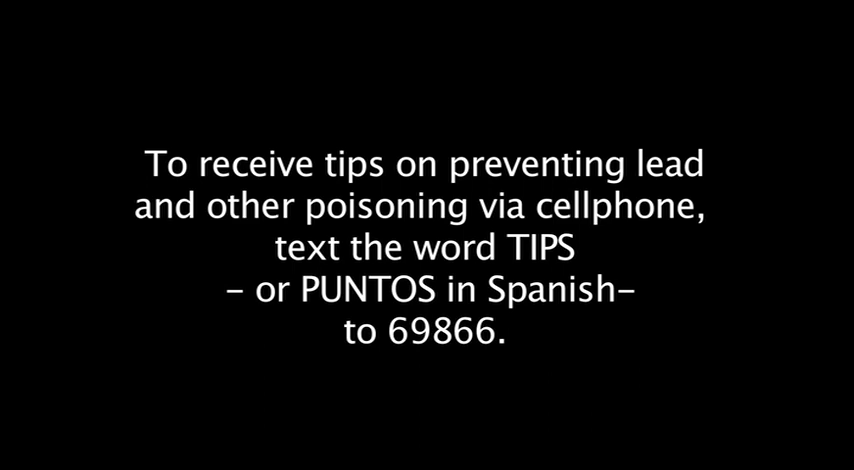 To receive tips on preventing lead
and other poisoning via cellphone,
text the word TIPS
– or PUNTOS in Spanish–
to 69866.